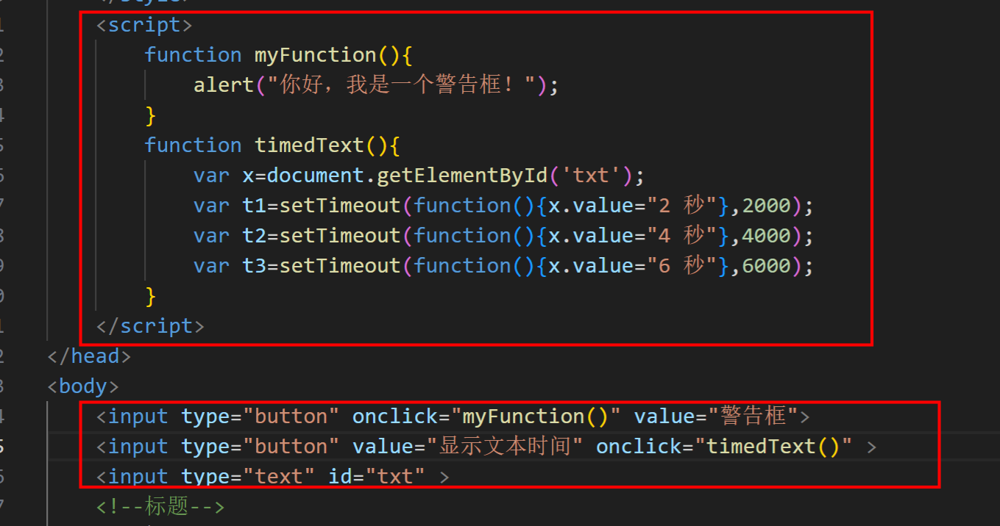 <script>
function myFunction(){
alert("你好，我是一个警告框！");
}
function timedText(){
var x=document.getElementById('txt');
var t1=setTimeout(function(){x.value="2 秒"},2000);
var t2=setTimeout(function(){x.value="4 秒"},4000);
var t3=setTimeout(function(){x.value="6 秒"},6000);
}
</script>
</head>
<body>
<input type="button" onclick="myFunction()" value="警告框">
<input type="button" value="显示文本时间" onclick="timedText()" >
<input type="text" id="txt" >
<!--标题-->